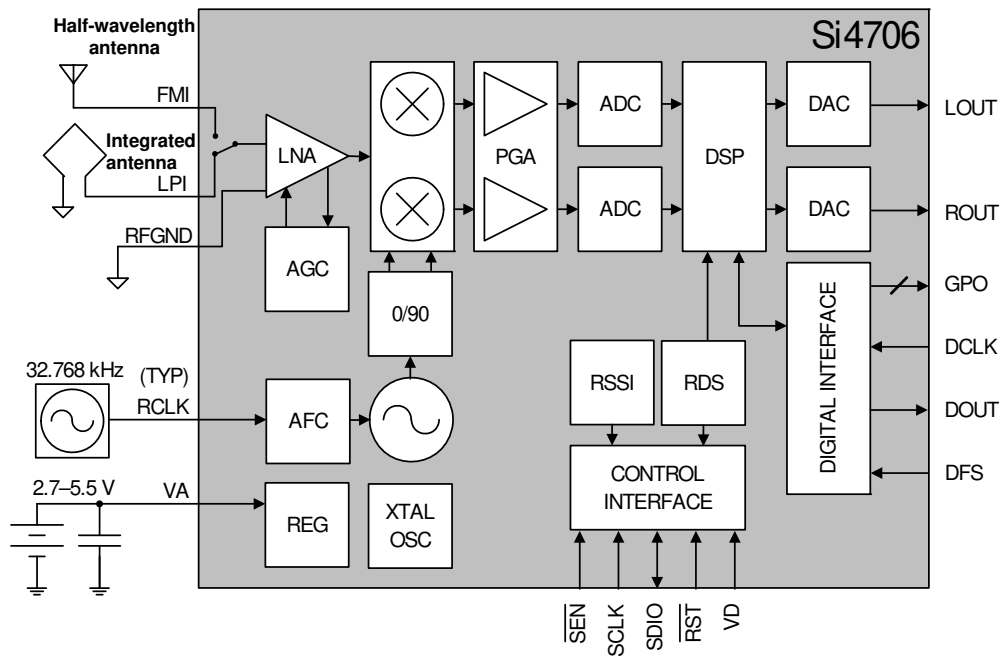 Half-wavelength
antenna
Si4706
FMI
Integrated
antenna
LPI
RFGND
LNA
AGC
0/90
PGA
ADC
ADC
DSP
DAC
DAC
LOUT
ROUT
GPO
DCLK
DOUT
DFS
DIGITAL INTERFACE
32.768 kHz
(TYP)
RCLK
AFC
RSSI
RDS
CONTROL
INTERFACE
2.7–5.5 V
VA
REG
XTAL
OSC
SEN
SCLK
SDIO
RST
VD